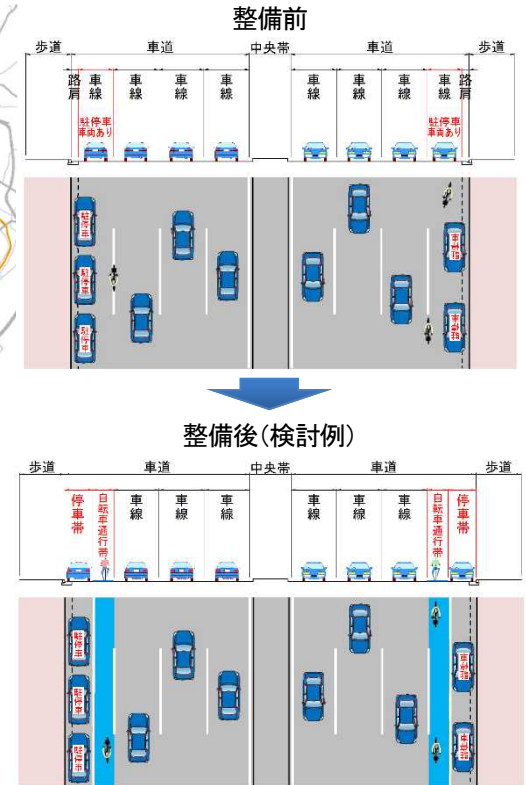 整備前
歩道 車道 中央帯 車道 歩道
路肩 車線 車線 車線 車線 車線 車線 車線 車線 路肩
駐停車車両あり 駐停車車両あり
駐停車
駐停車
駐停車
駐停車
駐停車
整備後(検討例)
歩道 車道 中央帯 車道 歩道
停車帯 自転車通行帯 車線 車線 車線 車線 車線 車線 自転車通行帯 停車帯
駐停車
駐停車
駐停車
駐停車
駐停車